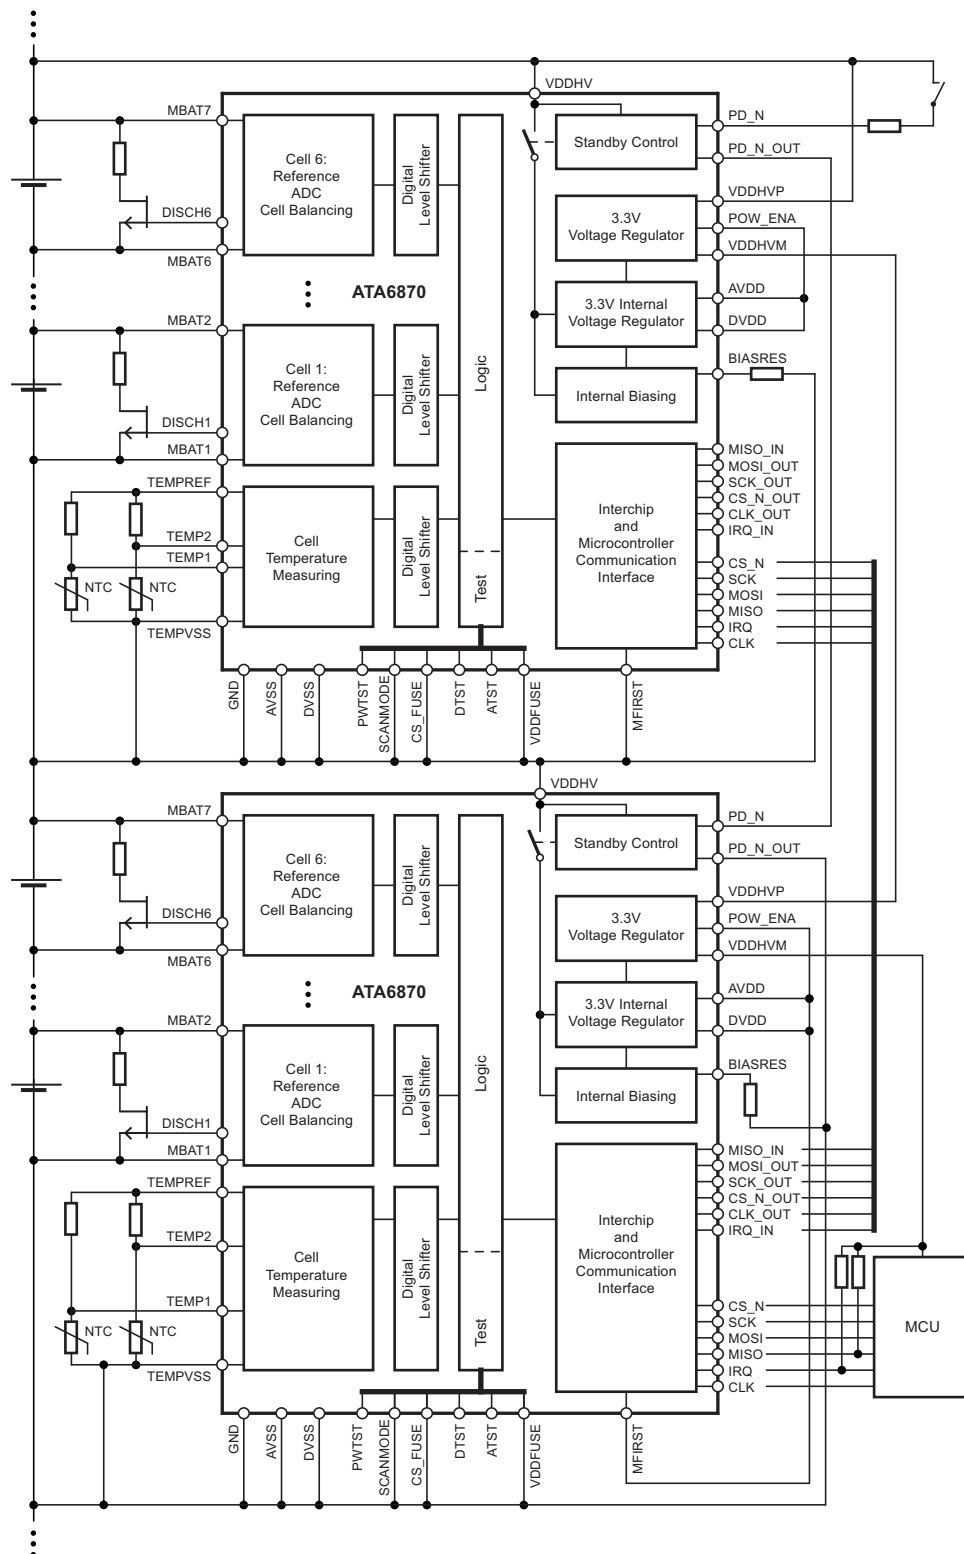 VDDHV
MBAT7
PD_N
Cell 6:
Reference
ADC
Cell Balancing
Digital
Level Shifter
Standby Control
PD_N_OUT
VDDHVP
DISCH6
3.3V
Voltage Regulator
POW_ENA
MBAT6
VDDHVM
ATA6870
3.3V Internal
Voltage Regulator
AVDD
MBAT2
DVDD
Cell 1:
Reference
ADC
Cell Balancing
Digital
Level Shifter
Logic
BIASRES
Internal Biasing
DISCH1
MBAT1
MISO_IN
MOSI_OUT
SCK_OUT
CS_N_OUT
CLK_OUT
IRQ_IN
TEMPREF
TEMP2
TEMP1
Cell
Temperature
Measuring
Digital
Level Shifter
Interchip
and
Microcontroller
Communication
Interface
CS_N
SCK
MOSI
MISO
IRQ
CLK
NTC
NTC
Test
TEMPVSS
GND
AVSS
DVSS
PWTST
SCANMODE
CS_FUSE
DTST
ATST
VDDFUSE
MFIRST
VDDHV
MBAT7
PD_N
Cell 6:
Reference
ADC
Cell Balancing
Digital
Level Shifter
Standby Control
PD_N_OUT
VDDHVP
DISCH6
3.3V
Voltage Regulator
POW_ENA
MBAT6
VDDHVM
ATA6870
3.3V Internal
Voltage Regulator
AVDD
MBAT2
DVDD
Cell 1:
Reference
ADC
Cell Balancing
Digital
Level Shifter
Logic
BIASRES
Internal Biasing
DISCH1
MBAT1
MISO_IN
MOSI_OUT
SCK_OUT
CS_N_OUT
CLK_OUT
IRQ_IN
TEMPREF
TEMP2
TEMP1
Cell
Temperature
Measuring
Digital
Level Shifter
Interchip
and
Microcontroller
Communication
Interface
CS_N
SCK
MOSI
MISO
IRQ
CLK
MCU
NTC
NTC
Test
TEMPVSS
GND
AVSS
DVSS
PWTST
SCANMODE
CS_FUSE
DTST
ATST
VDDFUSE
MFIRST